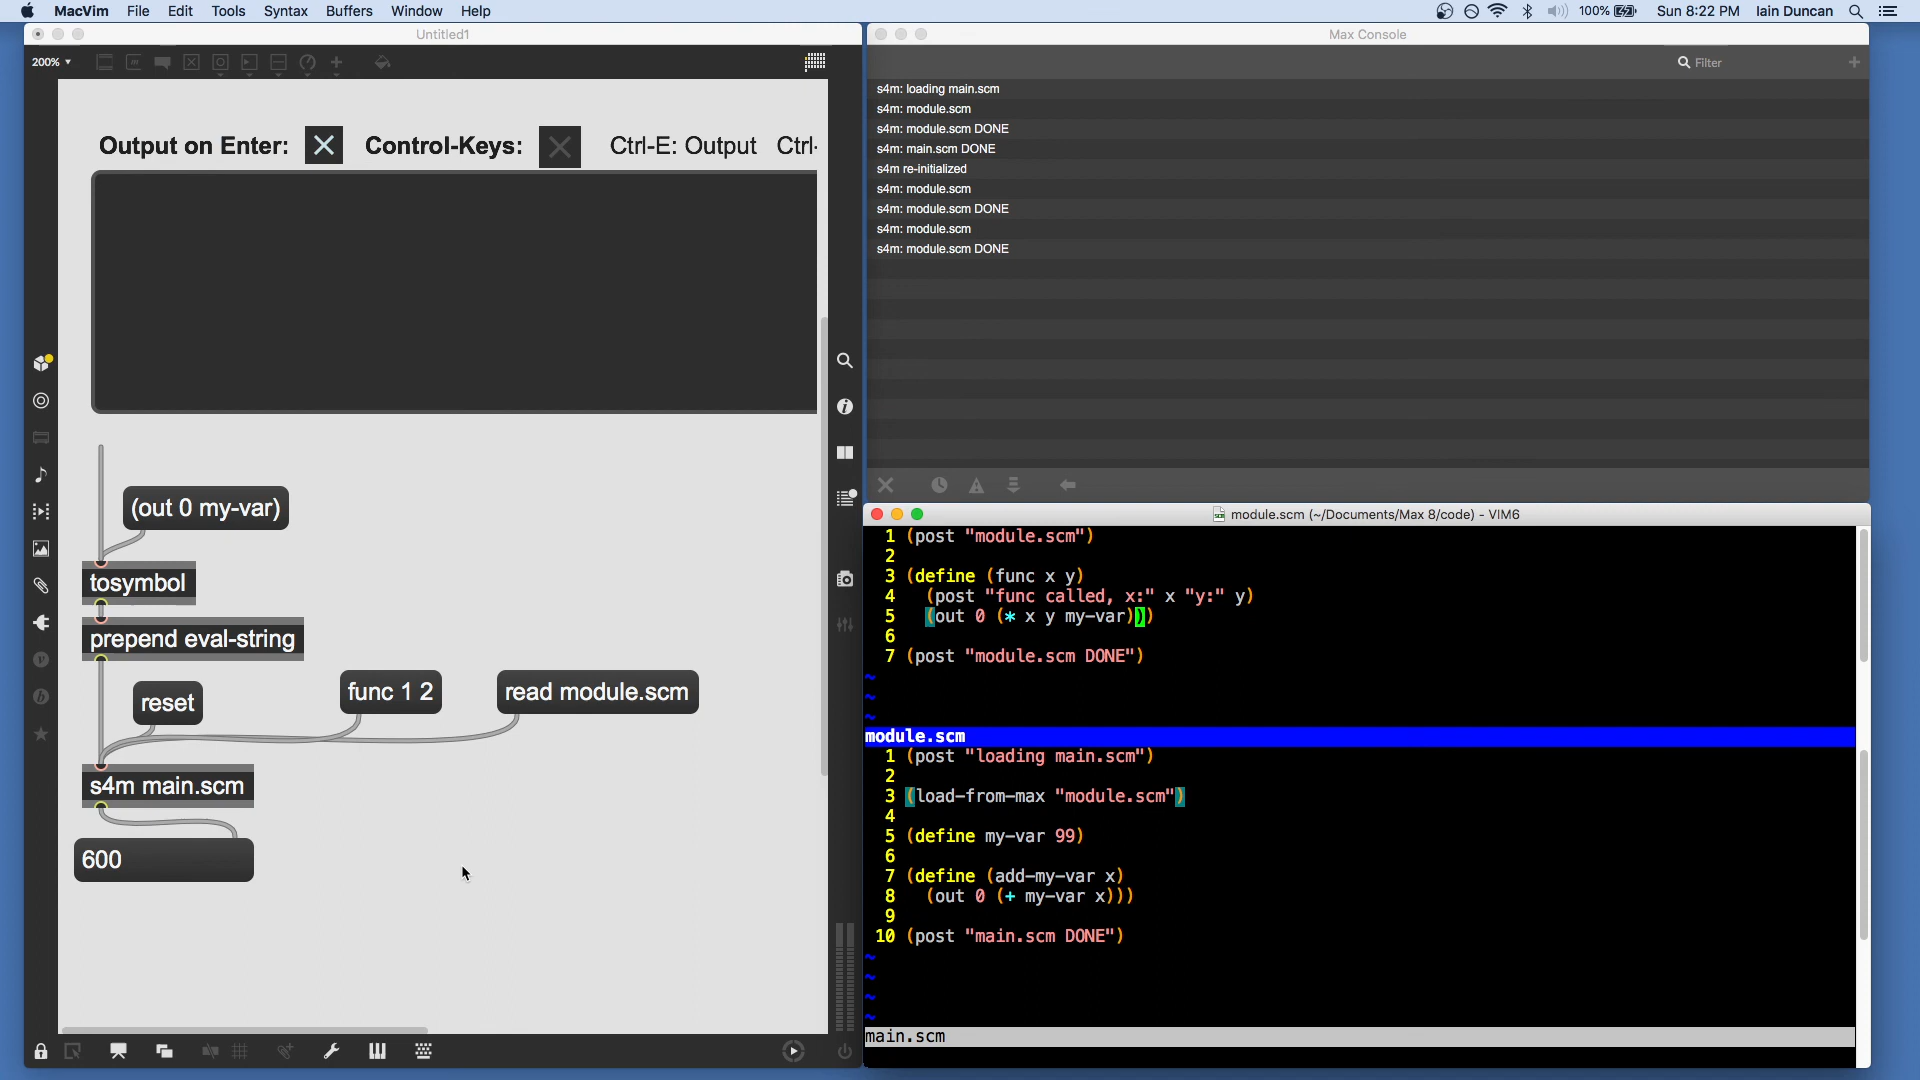 MacVim File Edit Tools Syntax Buffers Window Help
100% Sun 8:22 PM Iain Duncan
Untitled1
200%
Output on Enter: Control-Keys: Ctrl-E: Output Ctrl-
(out 0 my-var)
tosymbol
prepend eval-string
reset
func 1 2
read module.scm
s4m main.scm
600
Max Console
Filter
s4m: loading main.scm
s4m: module.scm
s4m: module.scm DONE
s4m: main.scm DONE
s4m re-initialized
s4m: module.scm
s4m: module.scm DONE
s4m: module.scm
s4m: module.scm DONE
module.scm (~/Documents/Max 8/code) - VIM6
1 (post "module.scm")
2
3 (define (func x y)
4 (post "func called, x:" x "y:" y)
5 (out 0 (* x y my-var)))
6
7 (post "module.scm DONE")
~
~
~
module.scm
1 (post "loading main.scm")
2
3 (load-from-max "module.scm")
4
5 (define my-var 99)
6
7 (define (add-my-var x)
8 (out 0 (+ my-var x)))
9
10 (post "main.scm DONE")
~
~
~
~
main.scm